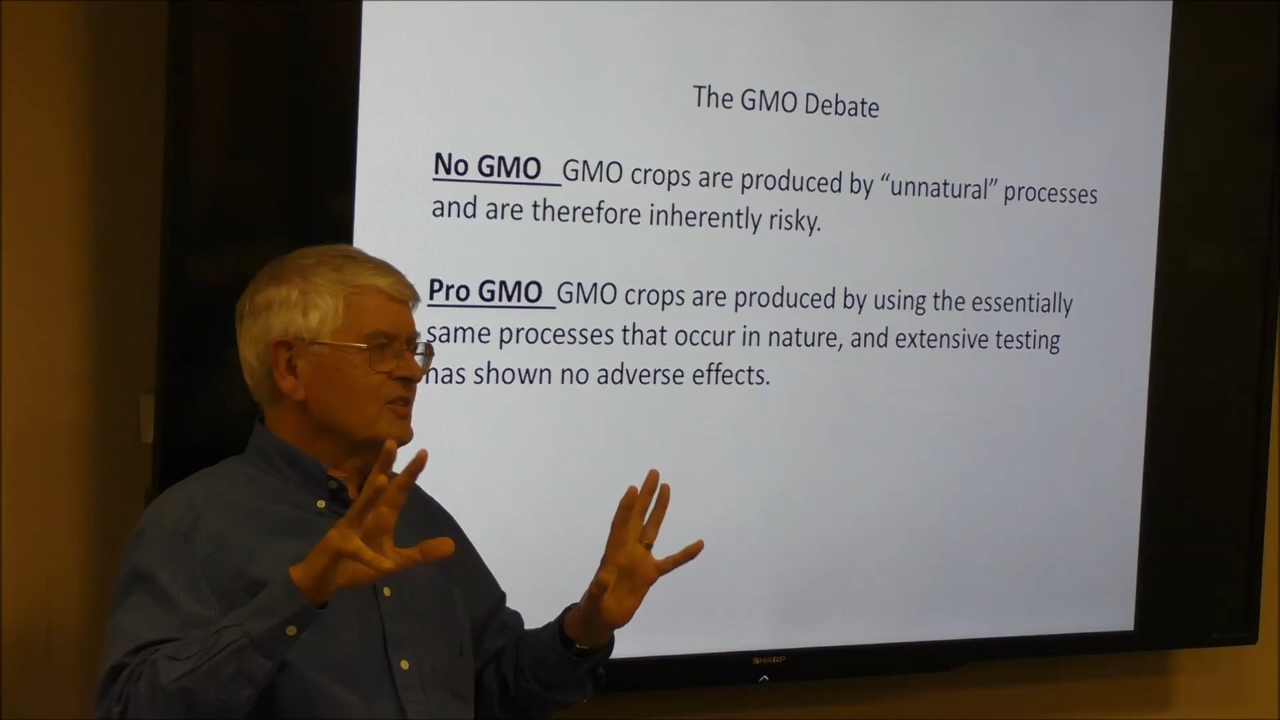 The GMO Debate
No GMO GMO crops are produced by “unnatural” processes
and are therefore inherently risky.
Pro GMO GMO crops are produced by using the essentially
same processes that occur in nature, and extensive testing
has shown no adverse effects.
SHARP